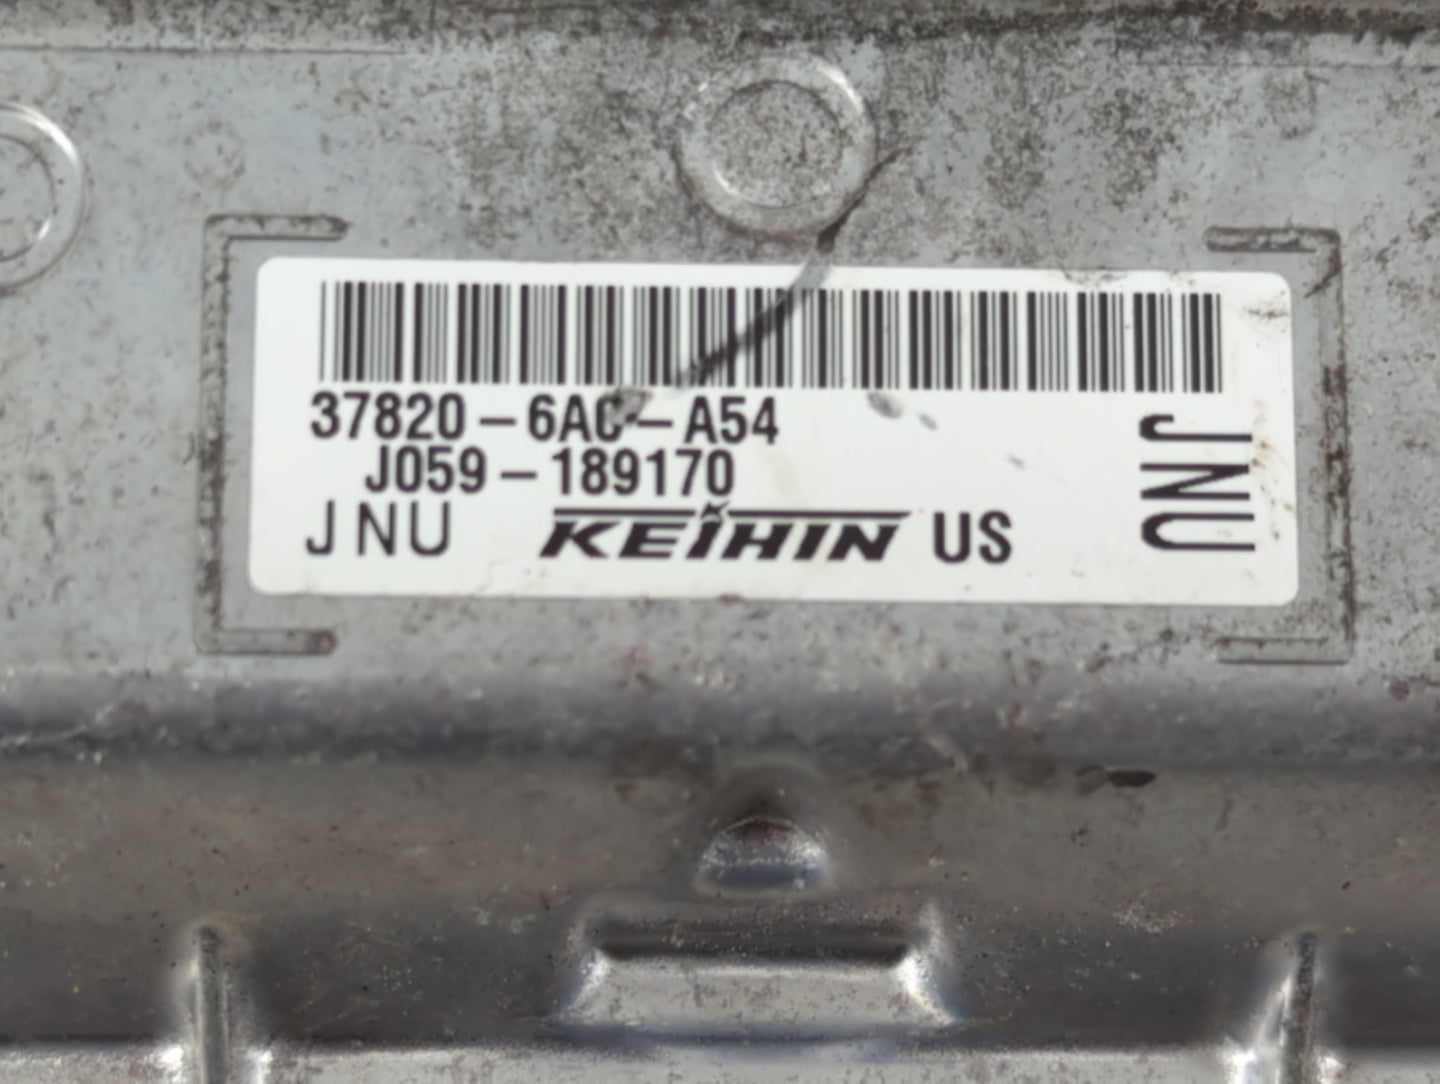 37820-6AC-A54
J059-189170
JNU KEIHIN US
JNU